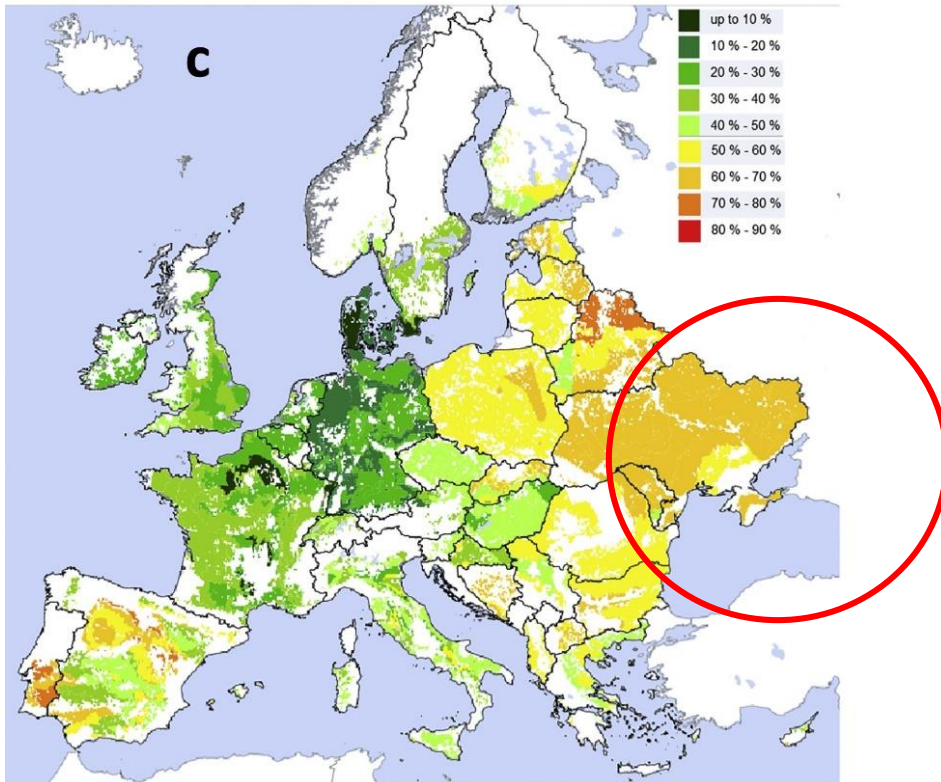 C
up to 10 %
10 % - 20 %
20 % - 30 %
30 % - 40 %
40 % - 50 %
50 % - 60 %
60 % - 70 %
70 % - 80 %
80 % - 90 %